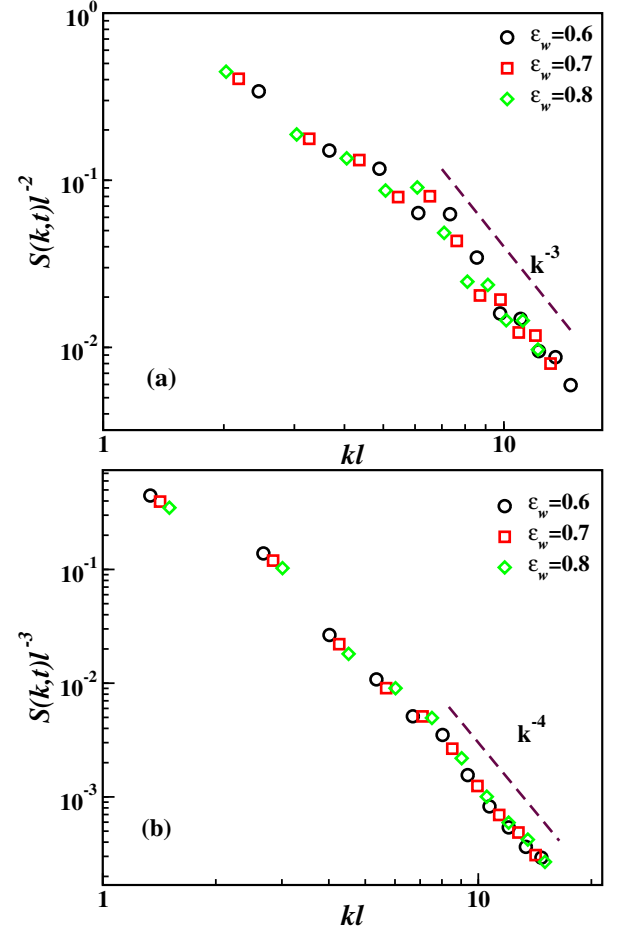 10⁰
ε_w=0.6
ε_w=0.7
ε_w=0.8
S(k,t)l⁻²
10⁻¹
k⁻³
10⁻²
(a)
1
10
kl
ε_w=0.6
ε_w=0.7
ε_w=0.8
10⁻¹
S(k,t)l⁻³
10⁻²
k⁻⁴
10⁻³
(b)
1
10
kl